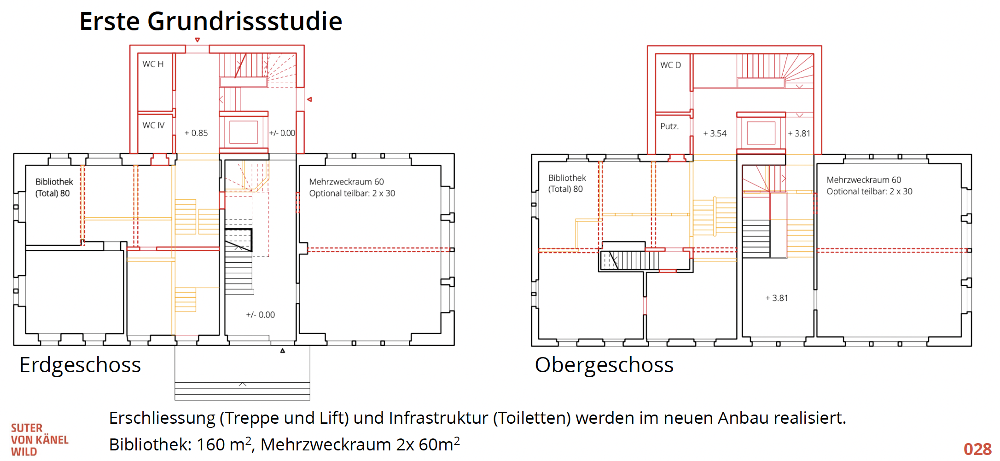 Erste Grundrissstudie
WC H
WC IV
+ 0.85
+/- 0.00
Bibliothek
(Total) 80
Mehrzweckraum 60
Optional teilbar: 2 x 30
+/- 0.00
Erdgeschoss
WC D
Putz.
+ 3.54
+ 3.81
Bibliothek
(Total) 80
Mehrzweckraum 60
Optional teilbar: 2 x 30
+ 3.81
Obergeschoss
Erschliessung (Treppe und Lift) und Infrastruktur (Toiletten) werden im neuen Anbau realisiert.
Bibliothek: 160 m², Mehrzweckraum 2x 60m²
SUTER
VON KÄNEL
WILD
028